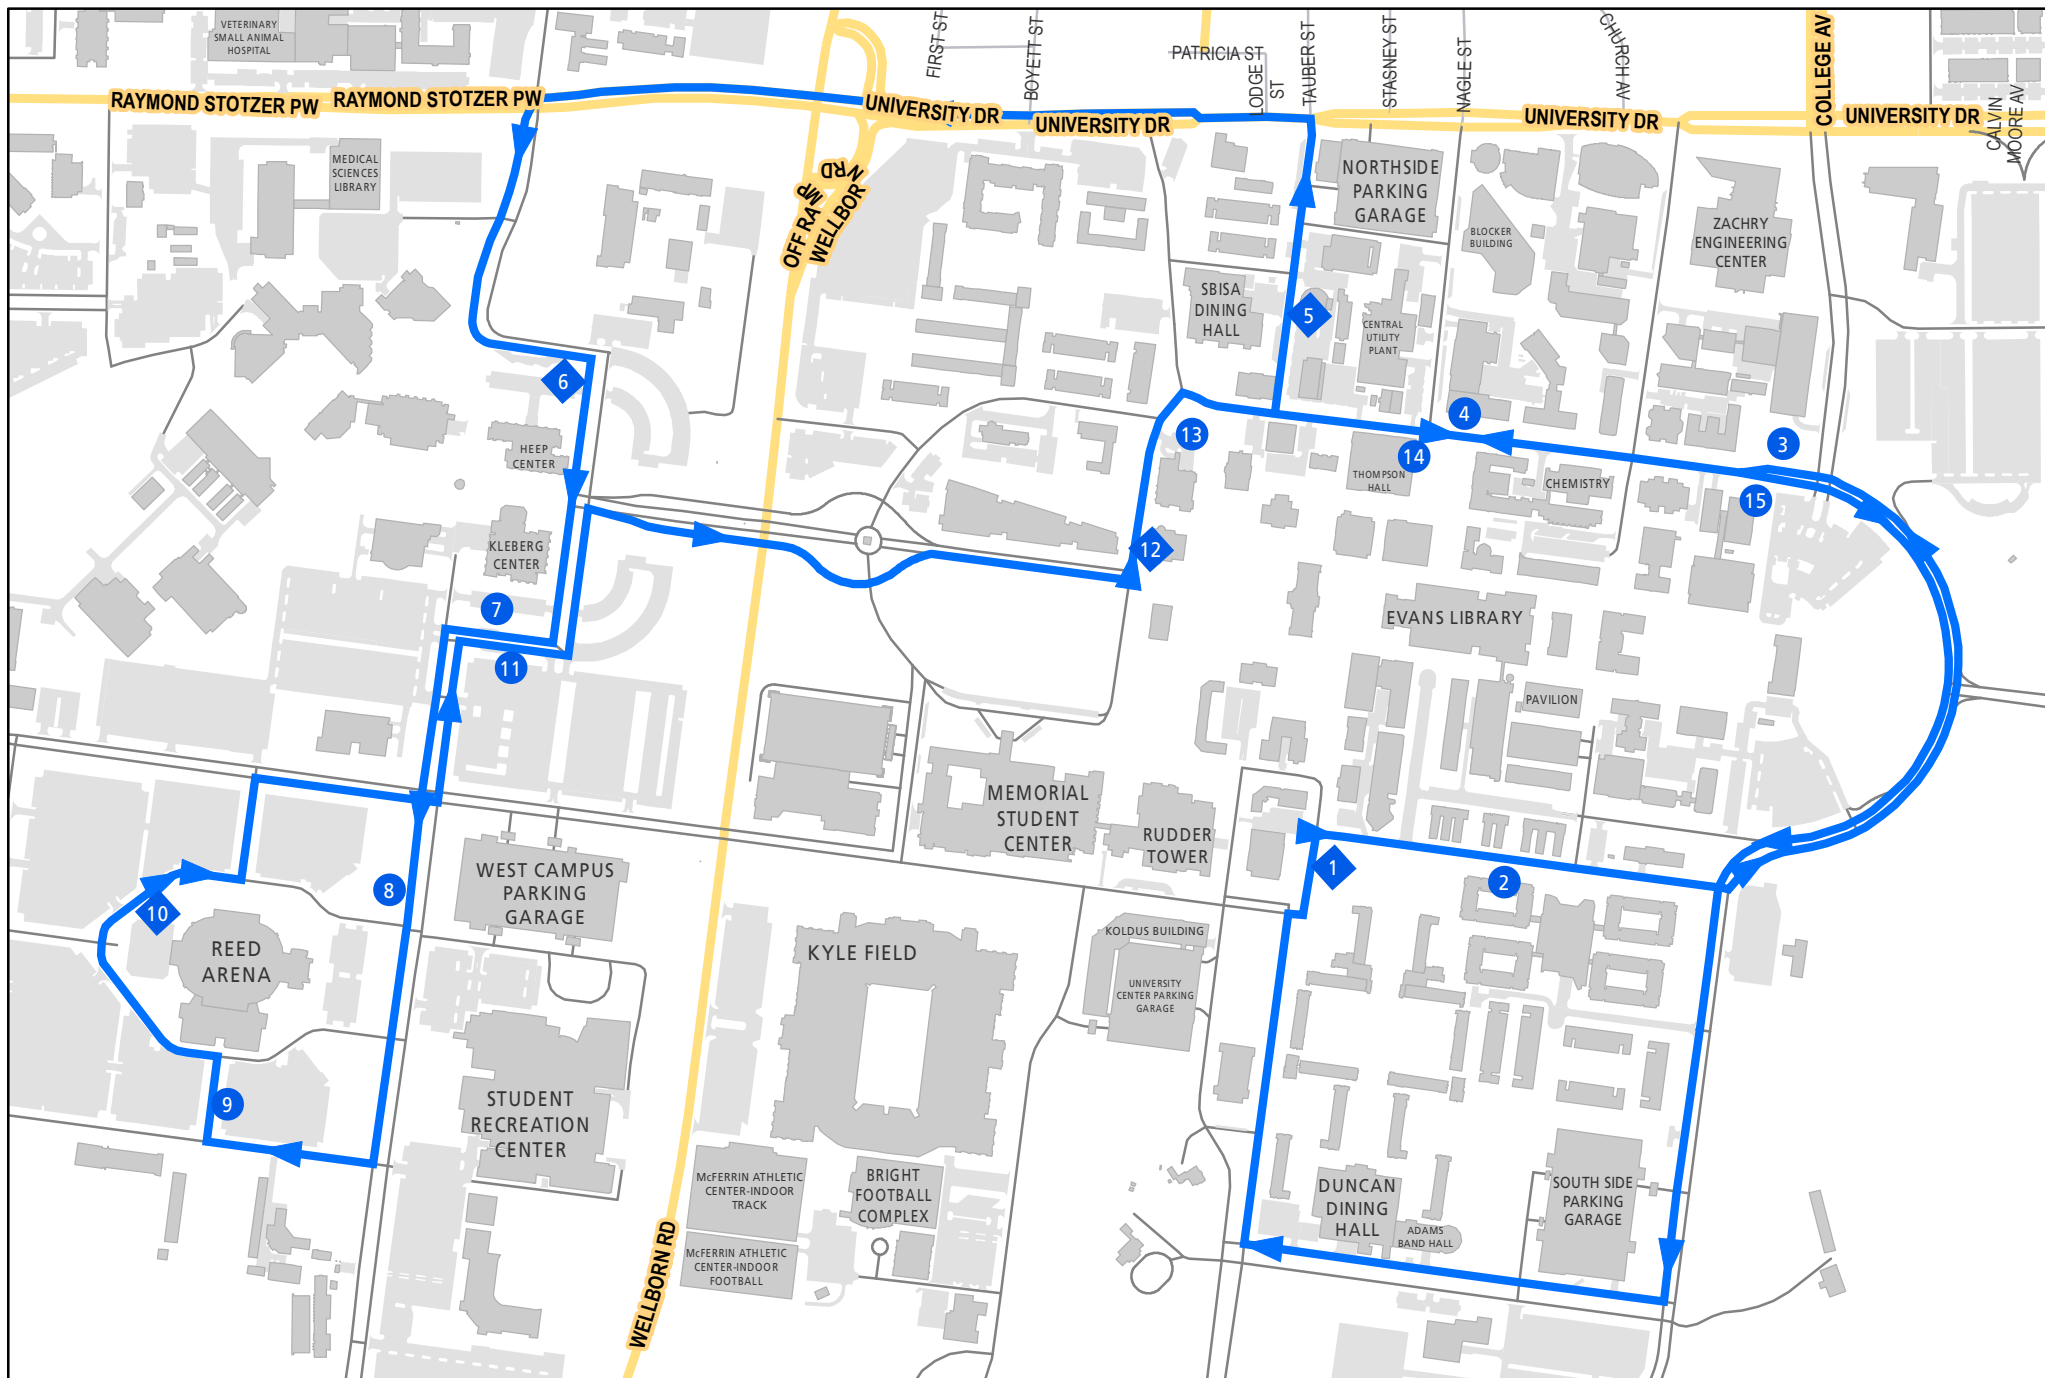 VETERINARY
SMALL ANIMAL
HOSPITAL
FIRST ST
BOYETT ST
PATRICIA ST
LODGE
ST
TAUBER ST
STASNEY ST
NAGLE ST
CHURCH AV
COLLEGE AV
CALVIN
MOORE AV
RAYMOND STOTZER PW
RAYMOND STOTZER PW
UNIVERSITY DR
UNIVERSITY DR
UNIVERSITY DR
UNIVERSITY DR
MEDICAL
SCIENCES
LIBRARY
OFF RAMP
WELLBORN RD
NORTHSIDE
PARKING
GARAGE
BLOCKER
BUILDING
ZACHRY
ENGINEERING
CENTER
SBISA
DINING
HALL
5
CENTRAL
UTILITY
PLANT
6
HEEP
CENTER
13
4
14
3
THOMPSON
HALL
CHEMISTRY
15
KLEBERG
CENTER
12
7
11
EVANS LIBRARY
PAVILION
MEMORIAL
STUDENT
CENTER
RUDDER
TOWER
1
2
WEST CAMPUS
PARKING
GARAGE
8
10
REED
ARENA
KYLE FIELD
KOLDUS BUILDING
UNIVERSITY
CENTER PARKING
GARAGE
9
STUDENT
RECREATION
CENTER
McFERRIN ATHLETIC
CENTER-INDOOR
TRACK
BRIGHT
FOOTBALL
COMPLEX
McFERRIN ATHLETIC
CENTER-INDOOR
FOOTBALL
WELLBORN RD
DUNCAN
DINING
HALL
ADAMS
BAND HALL
SOUTH SIDE
PARKING
GARAGE